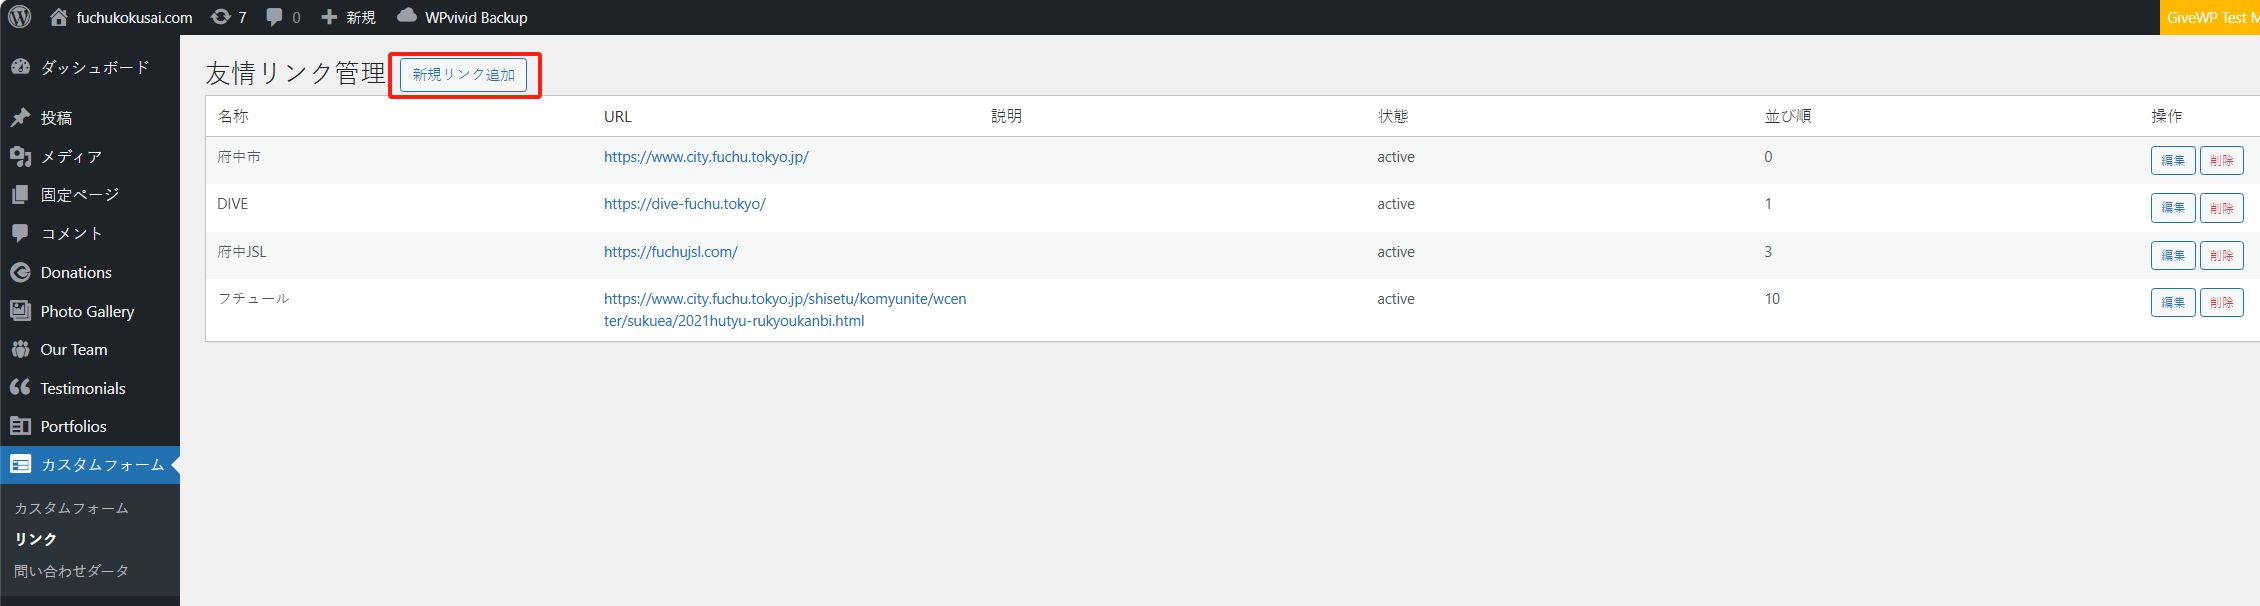 fuchukokusai.com 7 0 新規 WPvivid Backup
GiveWP Test M
ダッシュボード
投稿
メディア
固定ページ
コメント
Donations
Photo Gallery
Our Team
Testimonials
Portfolios
カスタムフォーム
カスタムフォーム
リンク
問い合わせデータ
友情リンク管理 新規リンク追加
名称 URL 説明 状態 並び順 操作
府中市 https://www.city.fuchu.tokyo.jp/ active 0 編集 削除
DIVE https://dive-fuchu.tokyo/ active 1 編集 削除
府中JSL https://fuchujsl.com/ active 3 編集 削除
フチュール https://www.city.fuchu.tokyo.jp/shisetu/komyunite/wcen active 10 編集 削除
ter/sukuea/2021hutyu-rukyoukanbi.html